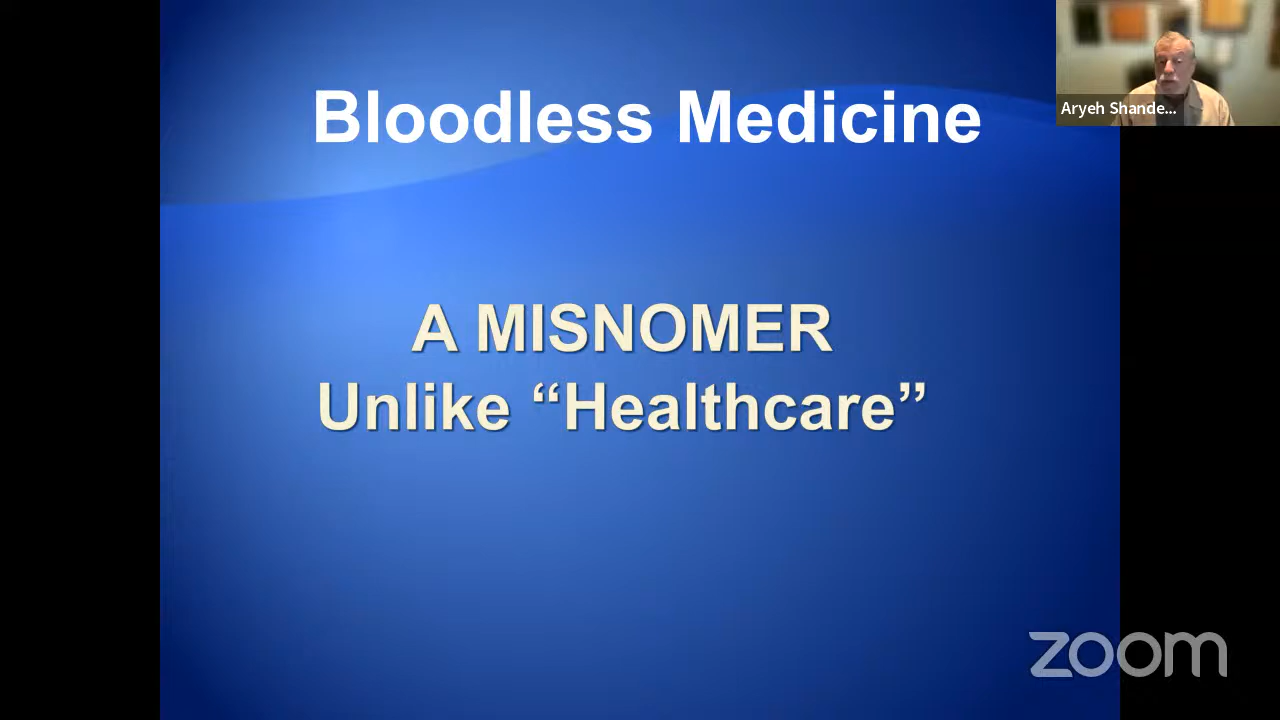 Bloodless Medicine
Aryeh Shande...
A MISNOMER
Unlike “Healthcare”
zoom